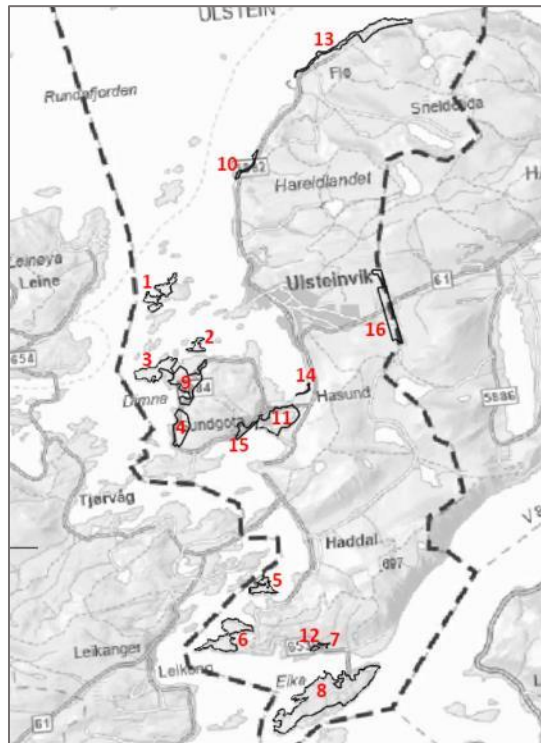 ULSTEIN
13
Rundafjorden
Flø
10
Hareidlandet
Leinøya
Leine
1
Ulsteinvik
61
16
654
2
3
9
14
Dimna
Hasund
5886
4
11
15
Tjørvåg
Haddal
697
5
6
12
7
653
Leikanger
Leikong
Eika
8
61